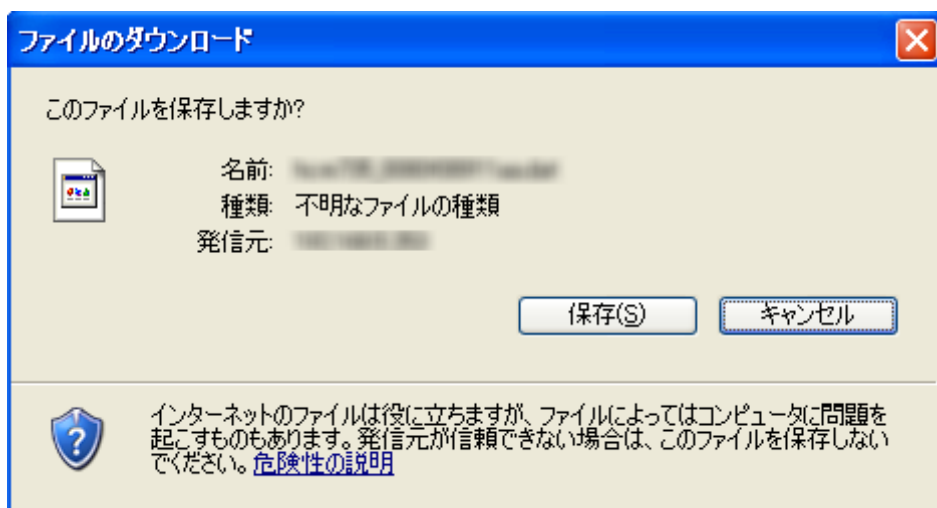 ファイルのダウンロード
このファイルを保存しますか?
名前:
種類: 不明なファイルの種類
発信元:
保存(S)
キャンセル
インターネットのファイルは役に立ちますが、ファイルによってはコンピュータに問題を
起こすものもあります。発信元が信頼できない場合は、このファイルを保存しない
でください。危険性の説明